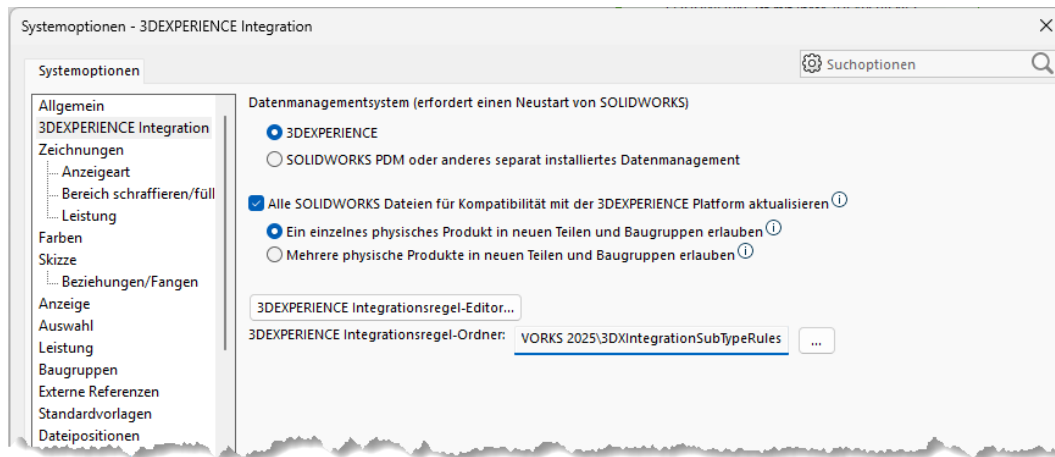 Systemoptionen - 3DEXPERIENCE Integration
Systemoptionen
Suchoptionen
Allgemein
3DEXPERIENCE Integration
Zeichnungen
Anzeigeart
Bereich schraffieren/füll
Leistung
Farben
Skizze
Beziehungen/Fangen
Anzeige
Auswahl
Leistung
Baugruppen
Externe Referenzen
Standardvorlagen
Dateipositionen
Datenmanagementsystem (erfordert einen Neustart von SOLIDWORKS)
3DEXPERIENCE
SOLIDWORKS PDM oder anderes separat installiertes Datenmanagement
Alle SOLIDWORKS Dateien für Kompatibilität mit der 3DEXPERIENCE Platform aktualisieren
Ein einzelnes physisches Produkt in neuen Teilen und Baugruppen erlauben
Mehrere physische Produkte in neuen Teilen und Baugruppen erlauben
3DEXPERIENCE Integrationsregel-Editor...
3DEXPERIENCE Integrationsregel-Ordner: VORKS 2025\3DXIntegrationSubTypeRules ...